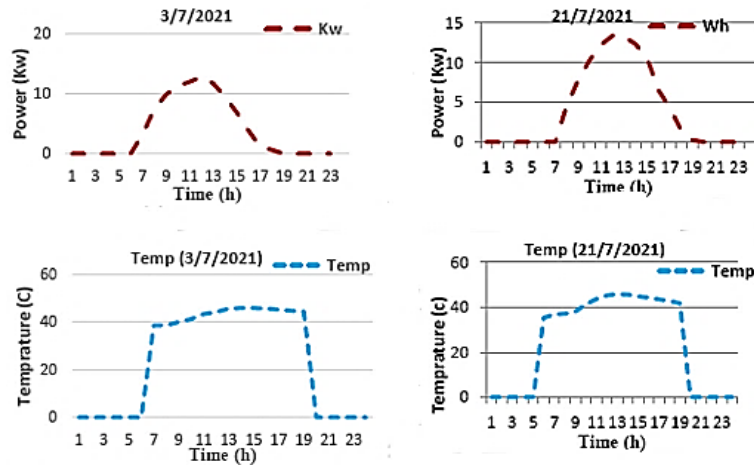 3/7/2021
Kw
Power (Kw)
20
10
0
1 3 5 7 9 11 13 15 17 19 21 23
Time (h)
21/7/2021
Wh
Power (Kw)
15
10
5
0
1 3 5 7 9 11 13 15 17 19 21 23
Time (h)
Temp (3/7/2021)
Temp
Temprature (C)
60
40
20
0
1 3 5 7 9 11 13 15 17 19 21 23
Time (h)
Temp (21/7/2021)
Temp
Temprature (c)
60
40
20
0
1 3 5 7 9 11 13 15 17 19 21 23
Time (h)